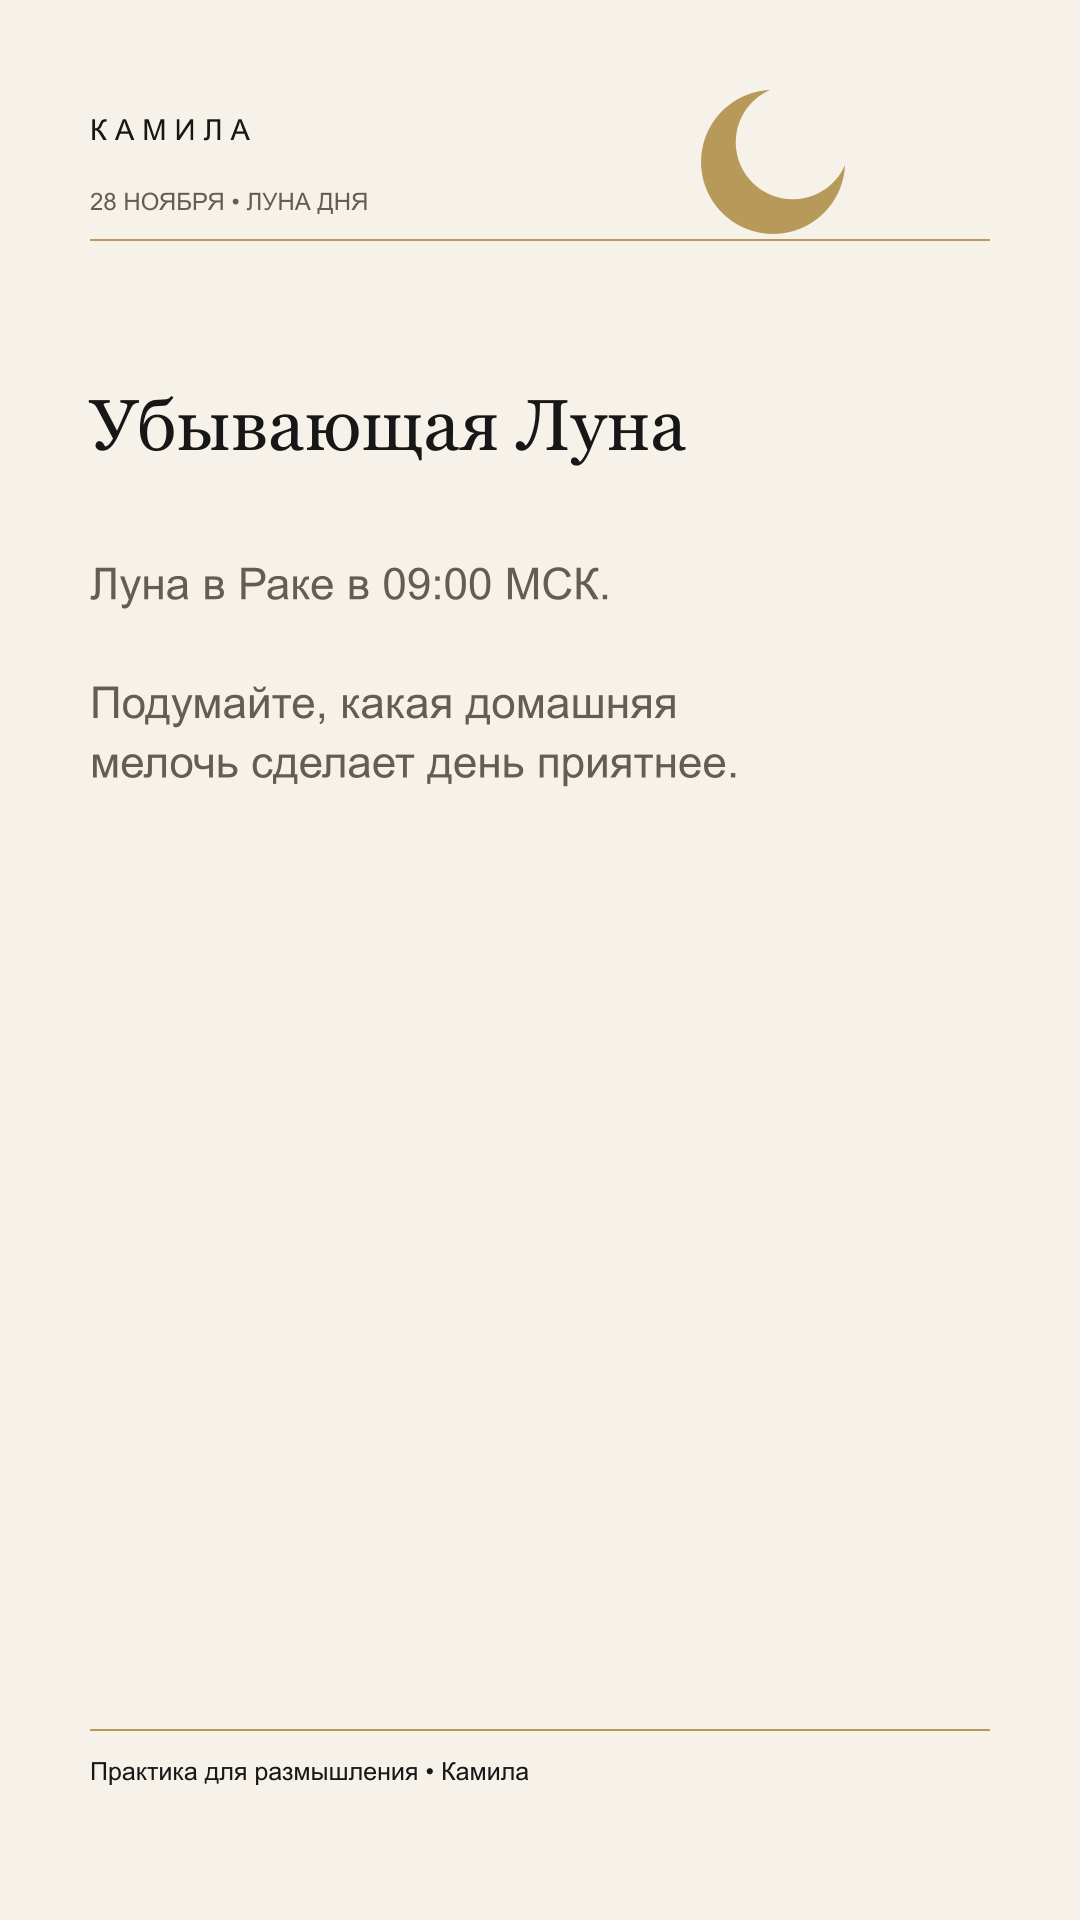 КАМИЛА
28 НОЯБРЯ • ЛУНА ДНЯ
Убывающая Луна
Луна в Раке в 09:00 МСК.
Подумайте, какая домашняя
мелочь сделает день приятнее.
Практика для размышления • Камила